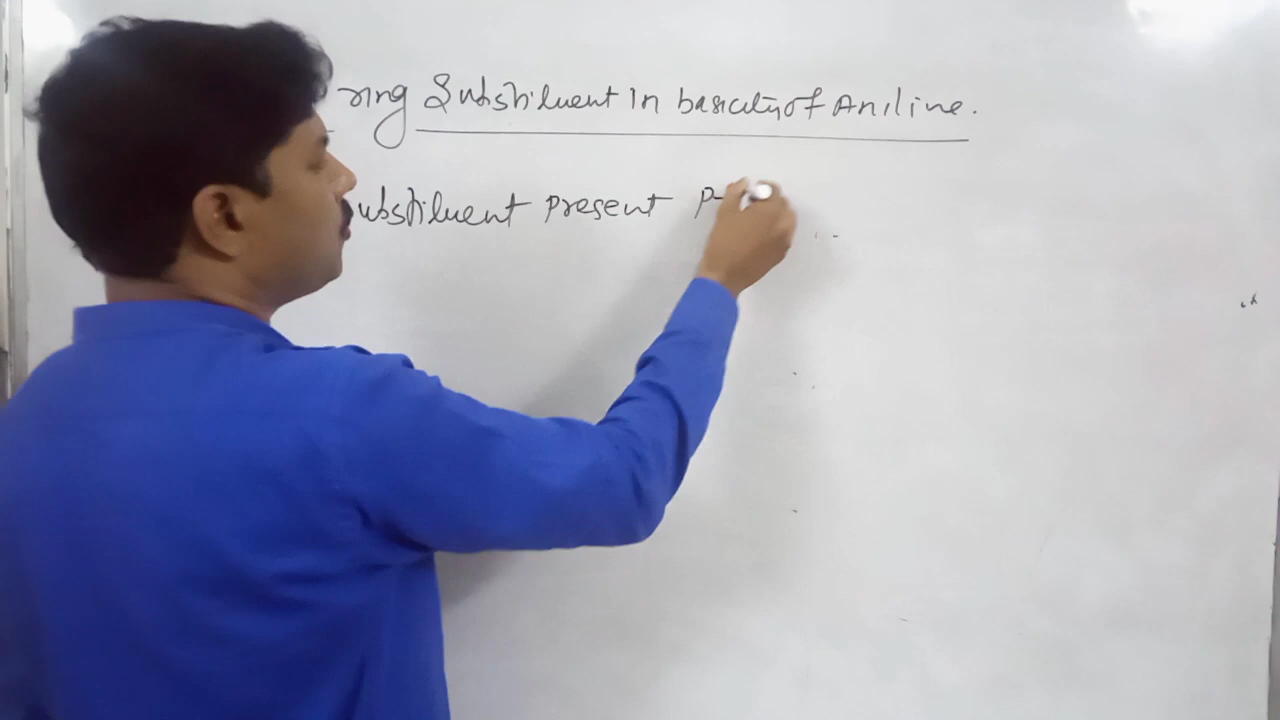 ring Substituent in basicity of Aniline.
ubstituent present P-